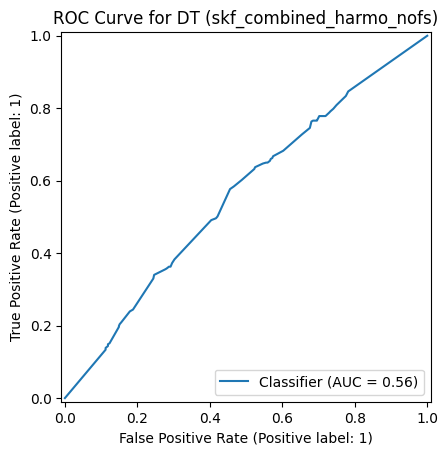 ROC Curve for DT (skf_combined_harmo_nofs)
1.0
0.8
0.6
0.4
0.2
0.0
True Positive Rate (Positive label: 1)
Classifier (AUC = 0.56)
0.0 0.2 0.4 0.6 0.8 1.0
False Positive Rate (Positive label: 1)